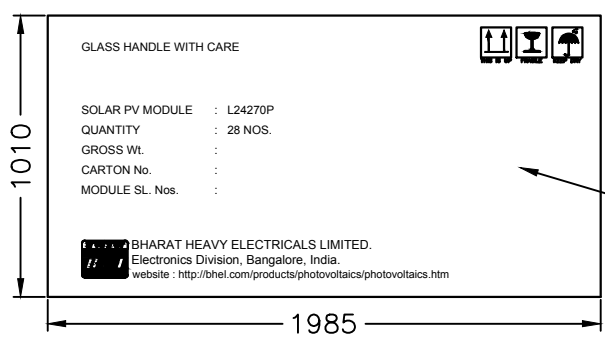 GLASS HANDLE WITH CARE
SOLAR PV MODULE : L24270P
QUANTITY : 28 NOS.
GROSS Wt. :
CARTON No. :
MODULE SL. Nos. :
BHARAT HEAVY ELECTRICALS LIMITED.
Electronics Division, Bangalore, India.
website : http://bhel.com/products/photovoltaics/photovoltaics.htm
1010
1985